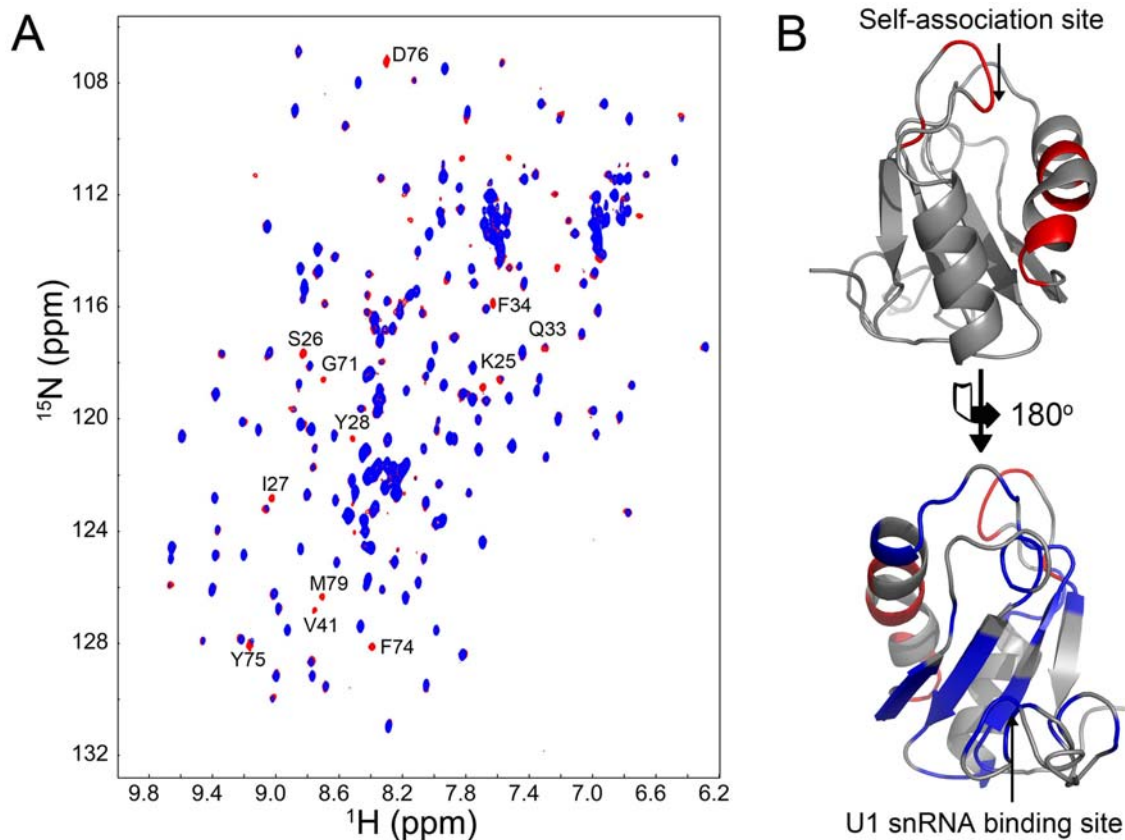 A
B
Self-association site
D76
108
112
116
120
124
128
132
15N (ppm)
F34
Q33
S26
G71
K25
Y28
I27
M79
V41
Y75
F74
9.8 9.4 9.0 8.6 8.2 7.8 7.4 7.0 6.6 6.2
1H (ppm)
180o
U1 snRNA binding site